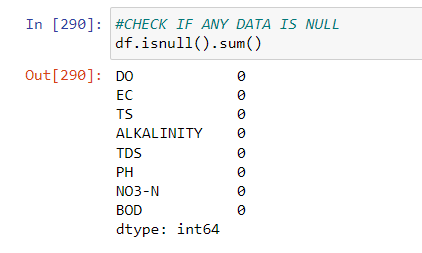 In [290]: #CHECK IF ANY DATA IS NULL
df.isnull().sum()
Out[290]: DO 0
EC 0
TS 0
ALKALINITY 0
TDS 0
PH 0
NO3-N 0
BOD 0
dtype: int64